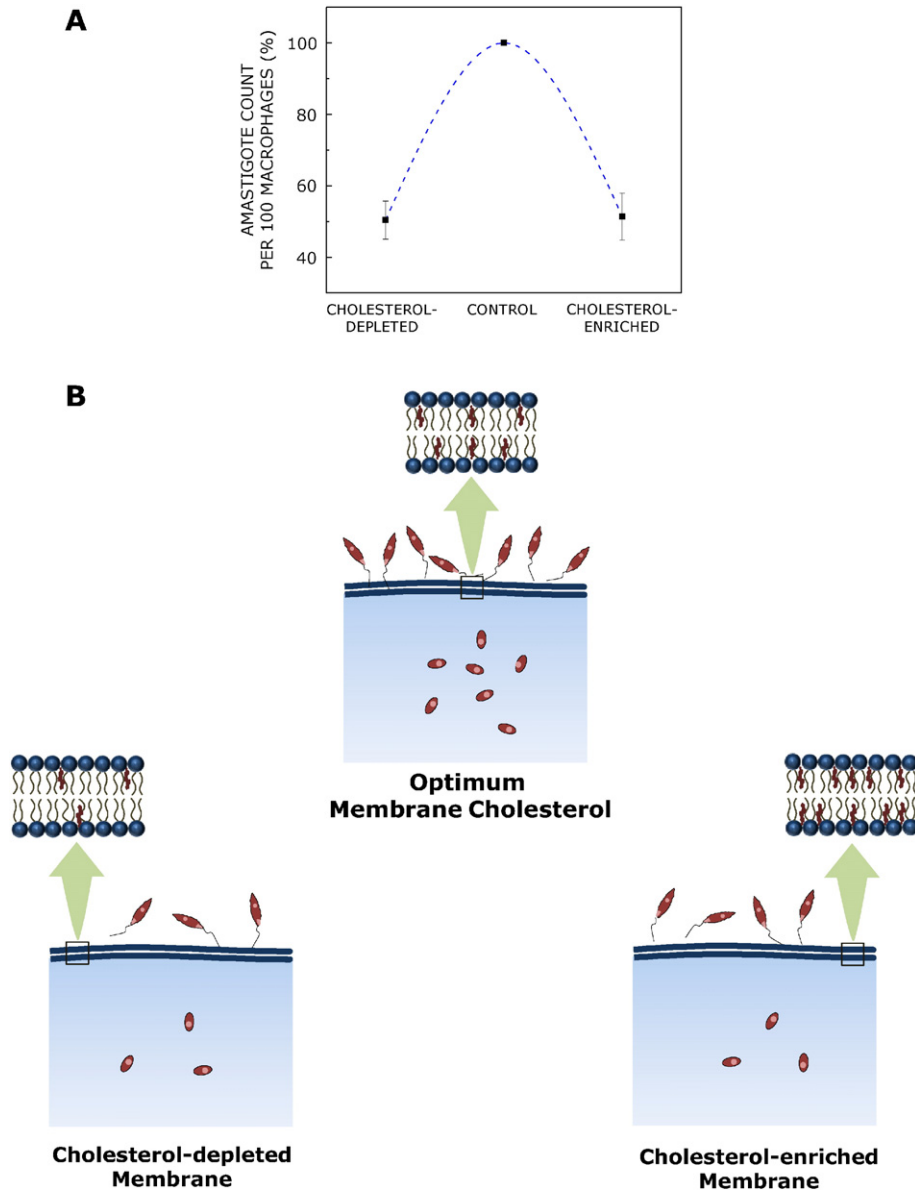 A
AMASTIGOTE COUNT
PER 100 MACROPHAGES (%)
100
80
60
40
CHOLESTEROL-
DEPLETED
CONTROL
CHOLESTEROL-
ENRICHED
B
Optimum
Membrane Cholesterol
Cholesterol-depleted
Membrane
Cholesterol-enriched
Membrane